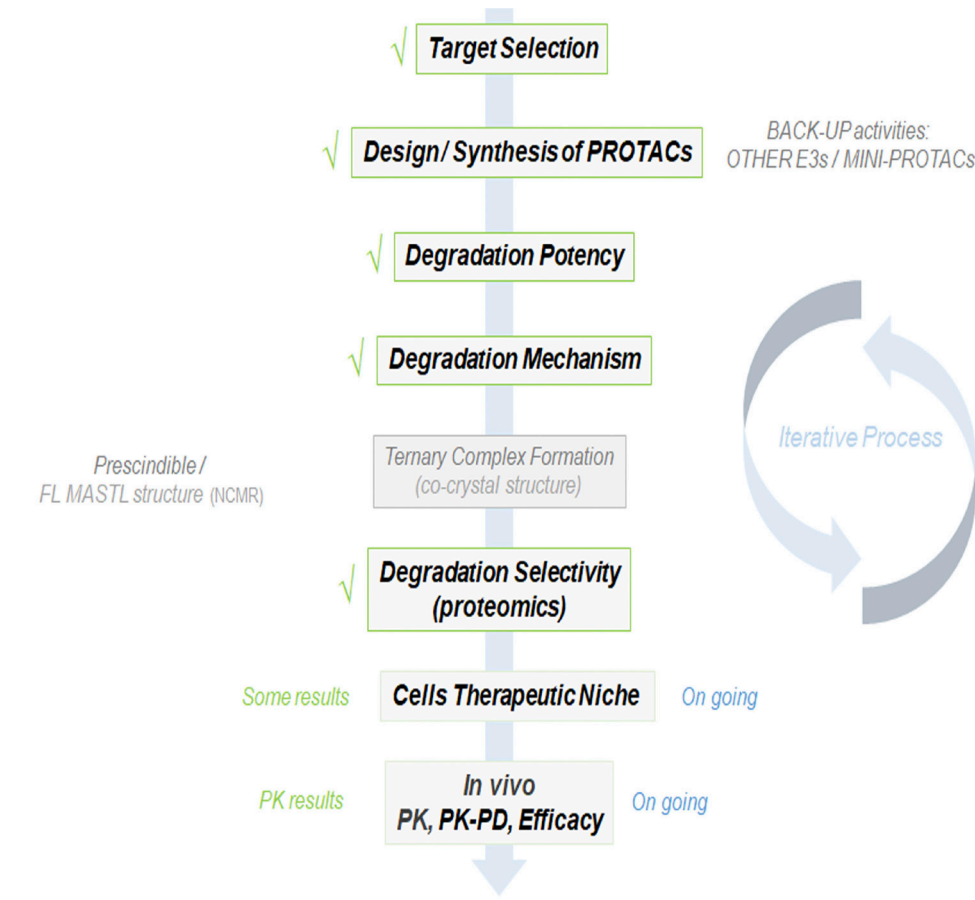 √ Target Selection
√ Design / Synthesis of PROTACs
BACK-UP activities:
OTHER E3s / MINI-PROTACs
√ Degradation Potency
√ Degradation Mechanism
Iterative Process
Prescindible /
FL MASTL structure (NCMR)
Ternary Complex Formation
(co-crystal structure)
√ Degradation Selectivity
(proteomics)
Some results
Cells Therapeutic Niche
On going
PK results
In vivo
PK, PK-PD, Efficacy
On going